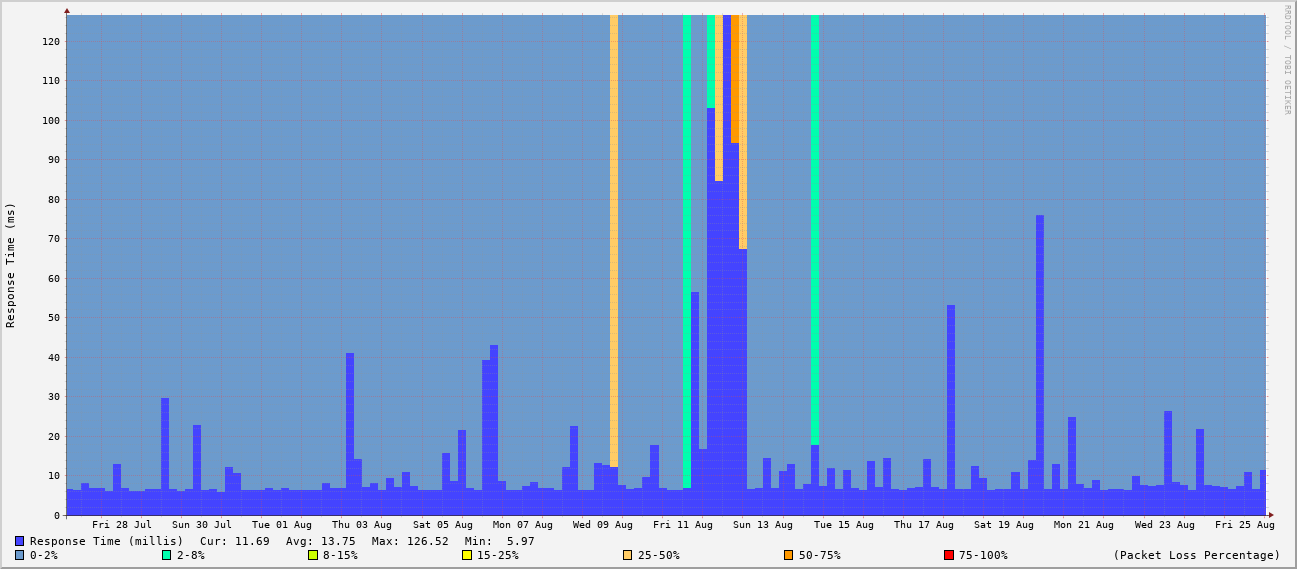 RRDTOOL / TOBI OETIKER
Response Time (ms)
120
110
100
90
80
70
60
50
40
30
20
10
0
Fri 28 Jul Sun 30 Jul Tue 01 Aug Thu 03 Aug Sat 05 Aug Mon 07 Aug Wed 09 Aug Fri 11 Aug Sun 13 Aug Tue 15 Aug Thu 17 Aug Sat 19 Aug Mon 21 Aug Wed 23 Aug Fri 25 Aug
Response Time (millis) Cur: 11.69 Avg: 13.75 Max: 126.52 Min: 5.97
0-2% 2-8% 8-15% 15-25% 25-50% 50-75% 75-100% (Packet Loss Percentage)